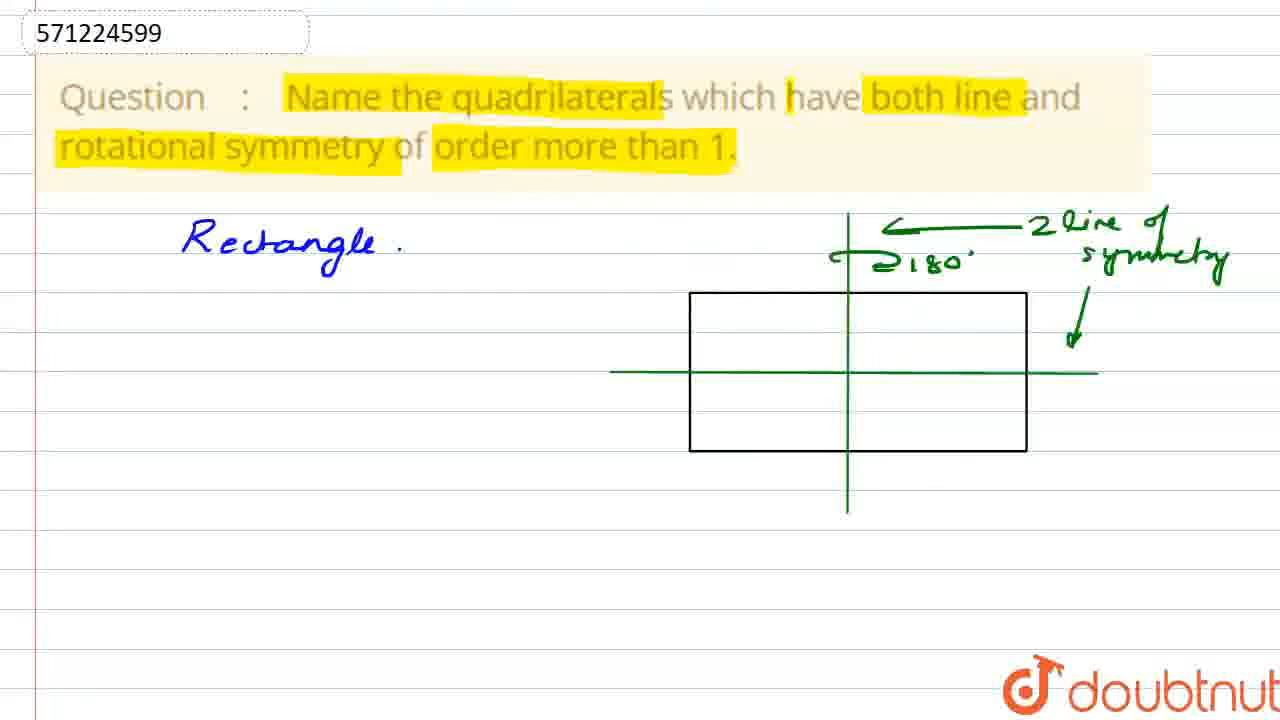 571224599
Question : Name the quadrilaterals which have both line and
rotational symmetry of order more than 1.
Rectangle.
2 line of
symmetry
180°
doubtnut